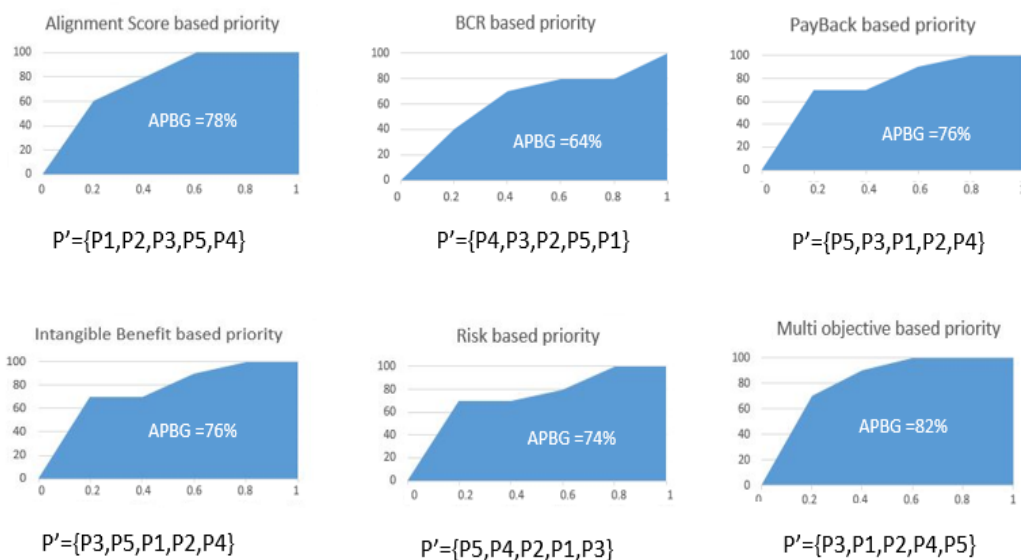 Alignment Score based priority
100
80
60
40
20
0
APBG =78%
0 0.2 0.4 0.6 0.8 1
P’={P1,P2,P3,P5,P4}
BCR based priority
100
80
60
40
20
0
APBG =64%
0 0.2 0.4 0.6 0.8 1
P’={P4,P3,P2,P5,P1}
PayBack based priority
100
80
60
40
20
0
APBG =76%
0 0.2 0.4 0.6 0.8 1
P’={P5,P3,P1,P2,P4}
Intangible Benefit based priority
100
80
60
40
20
0
APBG =76%
0 0.2 0.4 0.6 0.8 1
P’={P3,P5,P1,P2,P4}
Risk based priority
100
80
60
40
20
0
APBG =74%
0 0.2 0.4 0.6 0.8 1
P’={P5,P4,P2,P1,P3}
Multi objective based priority
100
80
60
40
20
0
APBG =82%
0 0.2 0.4 0.6 0.8 1
P’={P3,P1,P2,P4,P5}